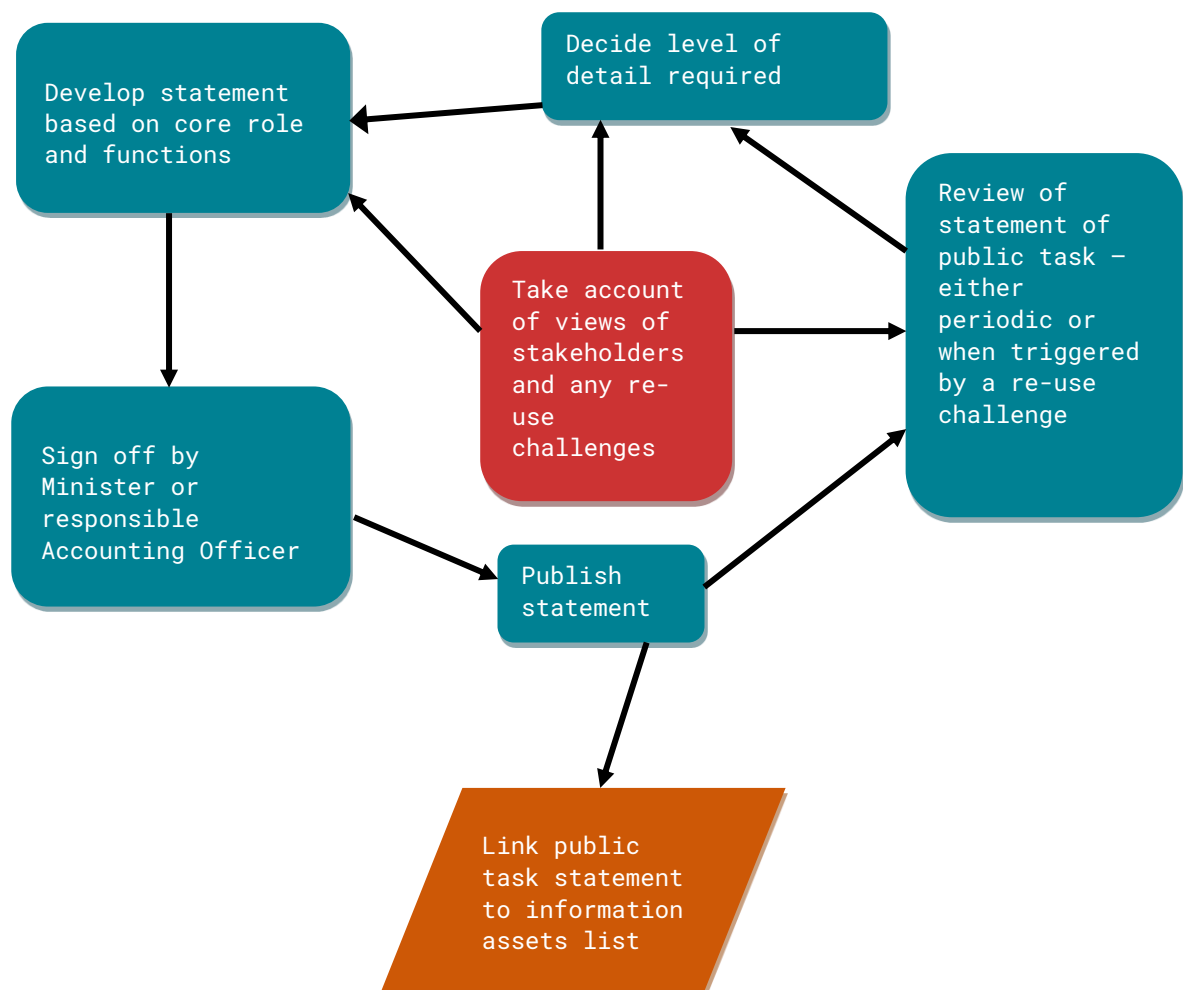 Decide level of
detail required
Develop statement
based on core role
and functions
Review of
statement of
public task –
either
periodic or
when triggered
by a re-use
challenge
Take account
of views of
stakeholders
and any re-
use
challenges
Sign off by
Minister or
responsible
Accounting Officer
Publish
statement
Link public
task statement
to information
assets list